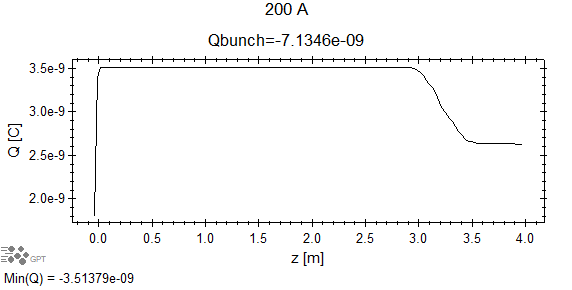 200 A
Qbunch=-7.1346e-09
3.5e-9
3.0e-9
2.5e-9
2.0e-9
Q [C]
0.0 0.5 1.0 1.5 2.0 2.5 3.0 3.5 4.0
z [m]
GPT
Min(Q) = -3.51379e-09